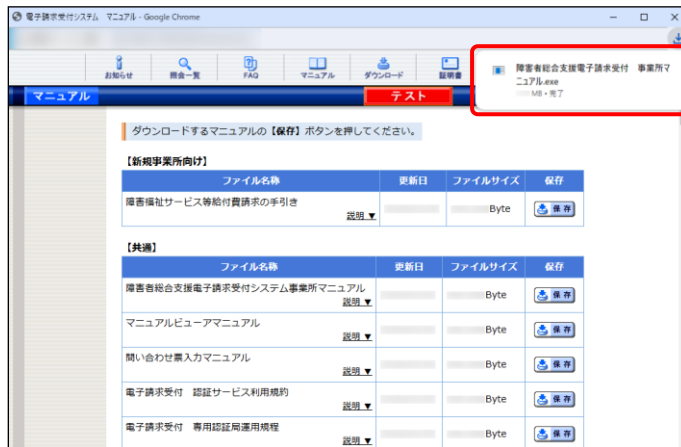 電子請求受付システム マニュアル - Google Chrome
お知らせ 照会一覧 FAQ マニュアル ダウンロード 証明書
障害者総合支援電子請求受付 事業所マ
ニュアル.exe
MB • 完了
マニュアル テスト
ダウンロードするマニュアルの【保存】ボタンを押してください。
【新規事業所向け】
ファイル名称 更新日 ファイルサイズ 保存
障害福祉サービス等給付費請求の手引き
説明 ▼ Byte 保存
【共通】
ファイル名称 更新日 ファイルサイズ 保存
障害者総合支援電子請求受付システム事業所マニュアル
説明 ▼ Byte 保存
マニュアルビューアマニュアル
説明 ▼ Byte 保存
問い合わせ票入力マニュアル
説明 ▼ Byte 保存
電子請求受付 認証サービス利用規約
説明 ▼ Byte 保存
電子請求受付 専用認証局運用規程
説明 ▼ Byte 保存